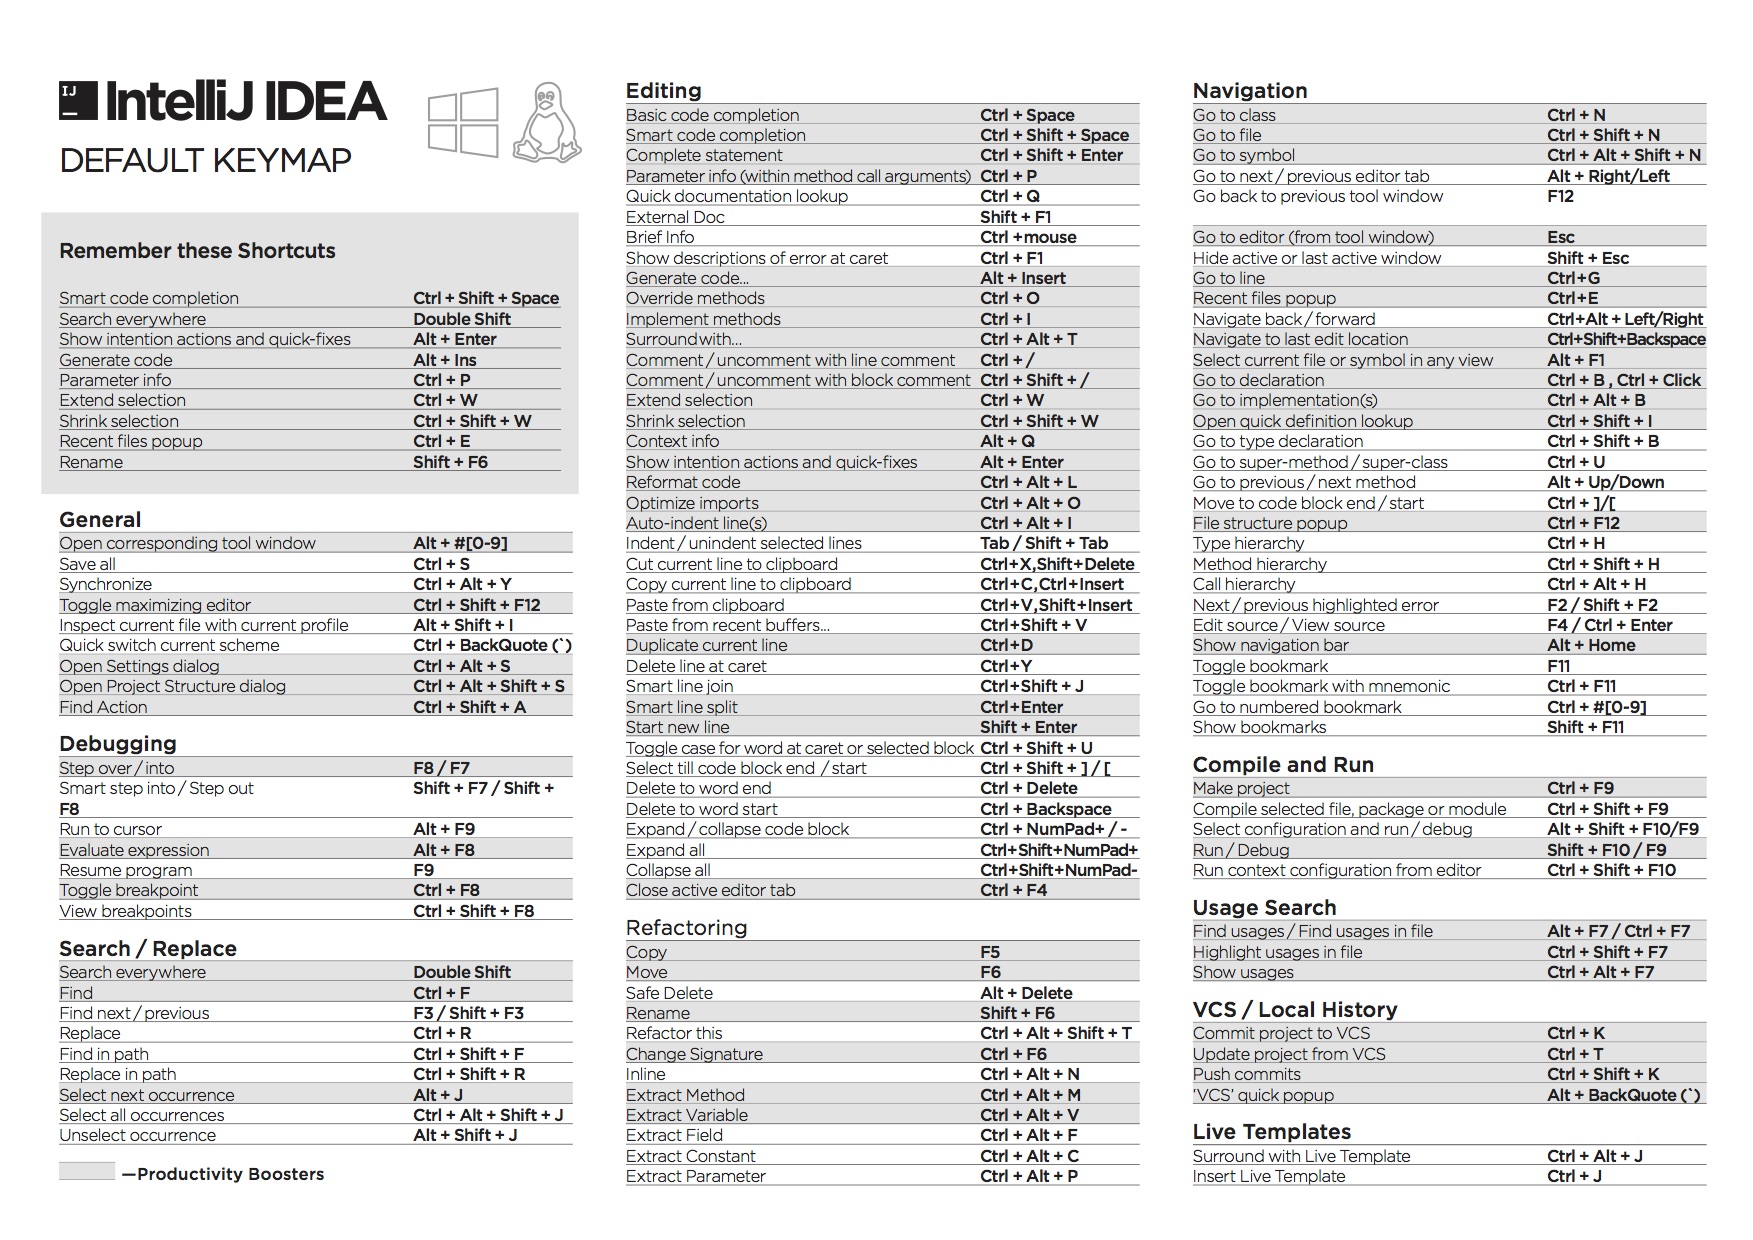 IJ IntelliJ IDEA
DEFAULT KEYMAP
Remember these Shortcuts
Smart code completion Ctrl + Shift + Space
Search everywhere Double Shift
Show intention actions and quick-fixes Alt + Enter
Generate code Alt + Ins
Parameter info Ctrl + P
Extend selection Ctrl + W
Shrink selection Ctrl + Shift + W
Recent files popup Ctrl + E
Rename Shift + F6
General
Open corresponding tool window Alt + #[0-9]
Save all Ctrl + S
Synchronize Ctrl + Alt + Y
Toggle maximizing editor Ctrl + Shift + F12
Inspect current file with current profile Alt + Shift + I
Quick switch current scheme Ctrl + BackQuote (`)
Open Settings dialog Ctrl + Alt + S
Open Project Structure dialog Ctrl + Alt + Shift + S
Find Action Ctrl + Shift + A
Debugging
Step over / into F8 / F7
Smart step into / Step out Shift + F7 / Shift +
F8
Run to cursor Alt + F9
Evaluate expression Alt + F8
Resume program F9
Toggle breakpoint Ctrl + F8
View breakpoints Ctrl + Shift + F8
Search / Replace
Search everywhere Double Shift
Find Ctrl + F
Find next / previous F3 / Shift + F3
Replace Ctrl + R
Find in path Ctrl + Shift + F
Replace in path Ctrl + Shift + R
Select next occurrence Alt + J
Select all occurrences Ctrl + Alt + Shift + J
Unselect occurrence Alt + Shift + J
—Productivity Boosters
Editing
Basic code completion Ctrl + Space
Smart code completion Ctrl + Shift + Space
Complete statement Ctrl + Shift + Enter
Parameter info (within method call arguments) Ctrl + P
Quick documentation lookup Ctrl + Q
External Doc Shift + F1
Brief Info Ctrl +mouse
Show descriptions of error at caret Ctrl + F1
Generate code... Alt + Insert
Override methods Ctrl + O
Implement methods Ctrl + I
Surroundwith... Ctrl + Alt + T
Comment / uncomment with line comment Ctrl + /
Comment / uncomment with block comment Ctrl + Shift + /
Extend selection Ctrl + W
Shrink selection Ctrl + Shift + W
Context info Alt + Q
Show intention actions and quick-fixes Alt + Enter
Reformat code Ctrl + Alt + L
Optimize imports Ctrl + Alt + O
Auto-indent line(s) Ctrl + Alt + I
Indent / unindent selected lines Tab / Shift + Tab
Cut current line to clipboard Ctrl+X,Shift+Delete
Copy current line to clipboard Ctrl+C,Ctrl+Insert
Paste from clipboard Ctrl+V,Shift+Insert
Paste from recent buffers... Ctrl+Shift + V
Duplicate current line Ctrl+D
Delete line at caret Ctrl+Y
Smart line join Ctrl+Shift + J
Smart line split Ctrl+Enter
Start new line Shift + Enter
Toggle case for word at caret or selected block Ctrl + Shift + U
Select till code block end / start Ctrl + Shift + ] / [
Delete to word end Ctrl + Delete
Delete to word start Ctrl + Backspace
Expand / collapse code block Ctrl + NumPad+ / -
Expand all Ctrl+Shift+NumPad+
Collapse all Ctrl+Shift+NumPad-
Close active editor tab Ctrl + F4
Refactoring
Copy F5
Move F6
Safe Delete Alt + Delete
Rename Shift + F6
Refactor this Ctrl + Alt + Shift + T
Change Signature Ctrl + F6
Inline Ctrl + Alt + N
Extract Method Ctrl + Alt + M
Extract Variable Ctrl + Alt + V
Extract Field Ctrl + Alt + F
Extract Constant Ctrl + Alt + C
Extract Parameter Ctrl + Alt + P
Navigation
Go to class Ctrl + N
Go to file Ctrl + Shift + N
Go to symbol Ctrl + Alt + Shift + N
Go to next / previous editor tab Alt + Right/Left
Go back to previous tool window F12
Go to editor (from tool window) Esc
Hide active or last active window Shift + Esc
Go to line Ctrl+G
Recent files popup Ctrl+E
Navigate back / forward Ctrl+Alt + Left/Right
Navigate to last edit location Ctrl+Shift+Backspace
Select current file or symbol in any view Alt + F1
Go to declaration Ctrl + B , Ctrl + Click
Go to implementation(s) Ctrl + Alt + B
Open quick definition lookup Ctrl + Shift + I
Go to type declaration Ctrl + Shift + B
Go to super-method / super-class Ctrl + U
Go to previous / next method Alt + Up/Down
Move to code block end / start Ctrl + ]/[
File structure popup Ctrl + F12
Type hierarchy Ctrl + H
Method hierarchy Ctrl + Shift + H
Call hierarchy Ctrl + Alt + H
Next / previous highlighted error F2 / Shift + F2
Edit source / View source F4 / Ctrl + Enter
Show navigation bar Alt + Home
Toggle bookmark F11
Toggle bookmark with mnemonic Ctrl + F11
Go to numbered bookmark Ctrl + #[0-9]
Show bookmarks Shift + F11
Compile and Run
Make project Ctrl + F9
Compile selected file, package or module Ctrl + Shift + F9
Select configuration and run / debug Alt + Shift + F10/F9
Run / Debug Shift + F10 / F9
Run context configuration from editor Ctrl + Shift + F10
Usage Search
Find usages / Find usages in file Alt + F7 / Ctrl + F7
Highlight usages in file Ctrl + Shift + F7
Show usages Ctrl + Alt + F7
VCS / Local History
Commit project to VCS Ctrl + K
Update project from VCS Ctrl + T
Push commits Ctrl + Shift + K
‘VCS’ quick popup Alt + BackQuote (`)
Live Templates
Surround with Live Template Ctrl + Alt + J
Insert Live Template Ctrl + J